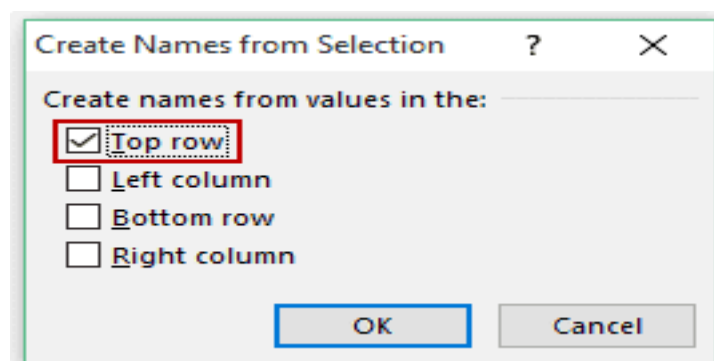 Create Names from Selection ? ×
Create names from values in the:
Top row
Left column
Bottom row
Right column
OK Cancel